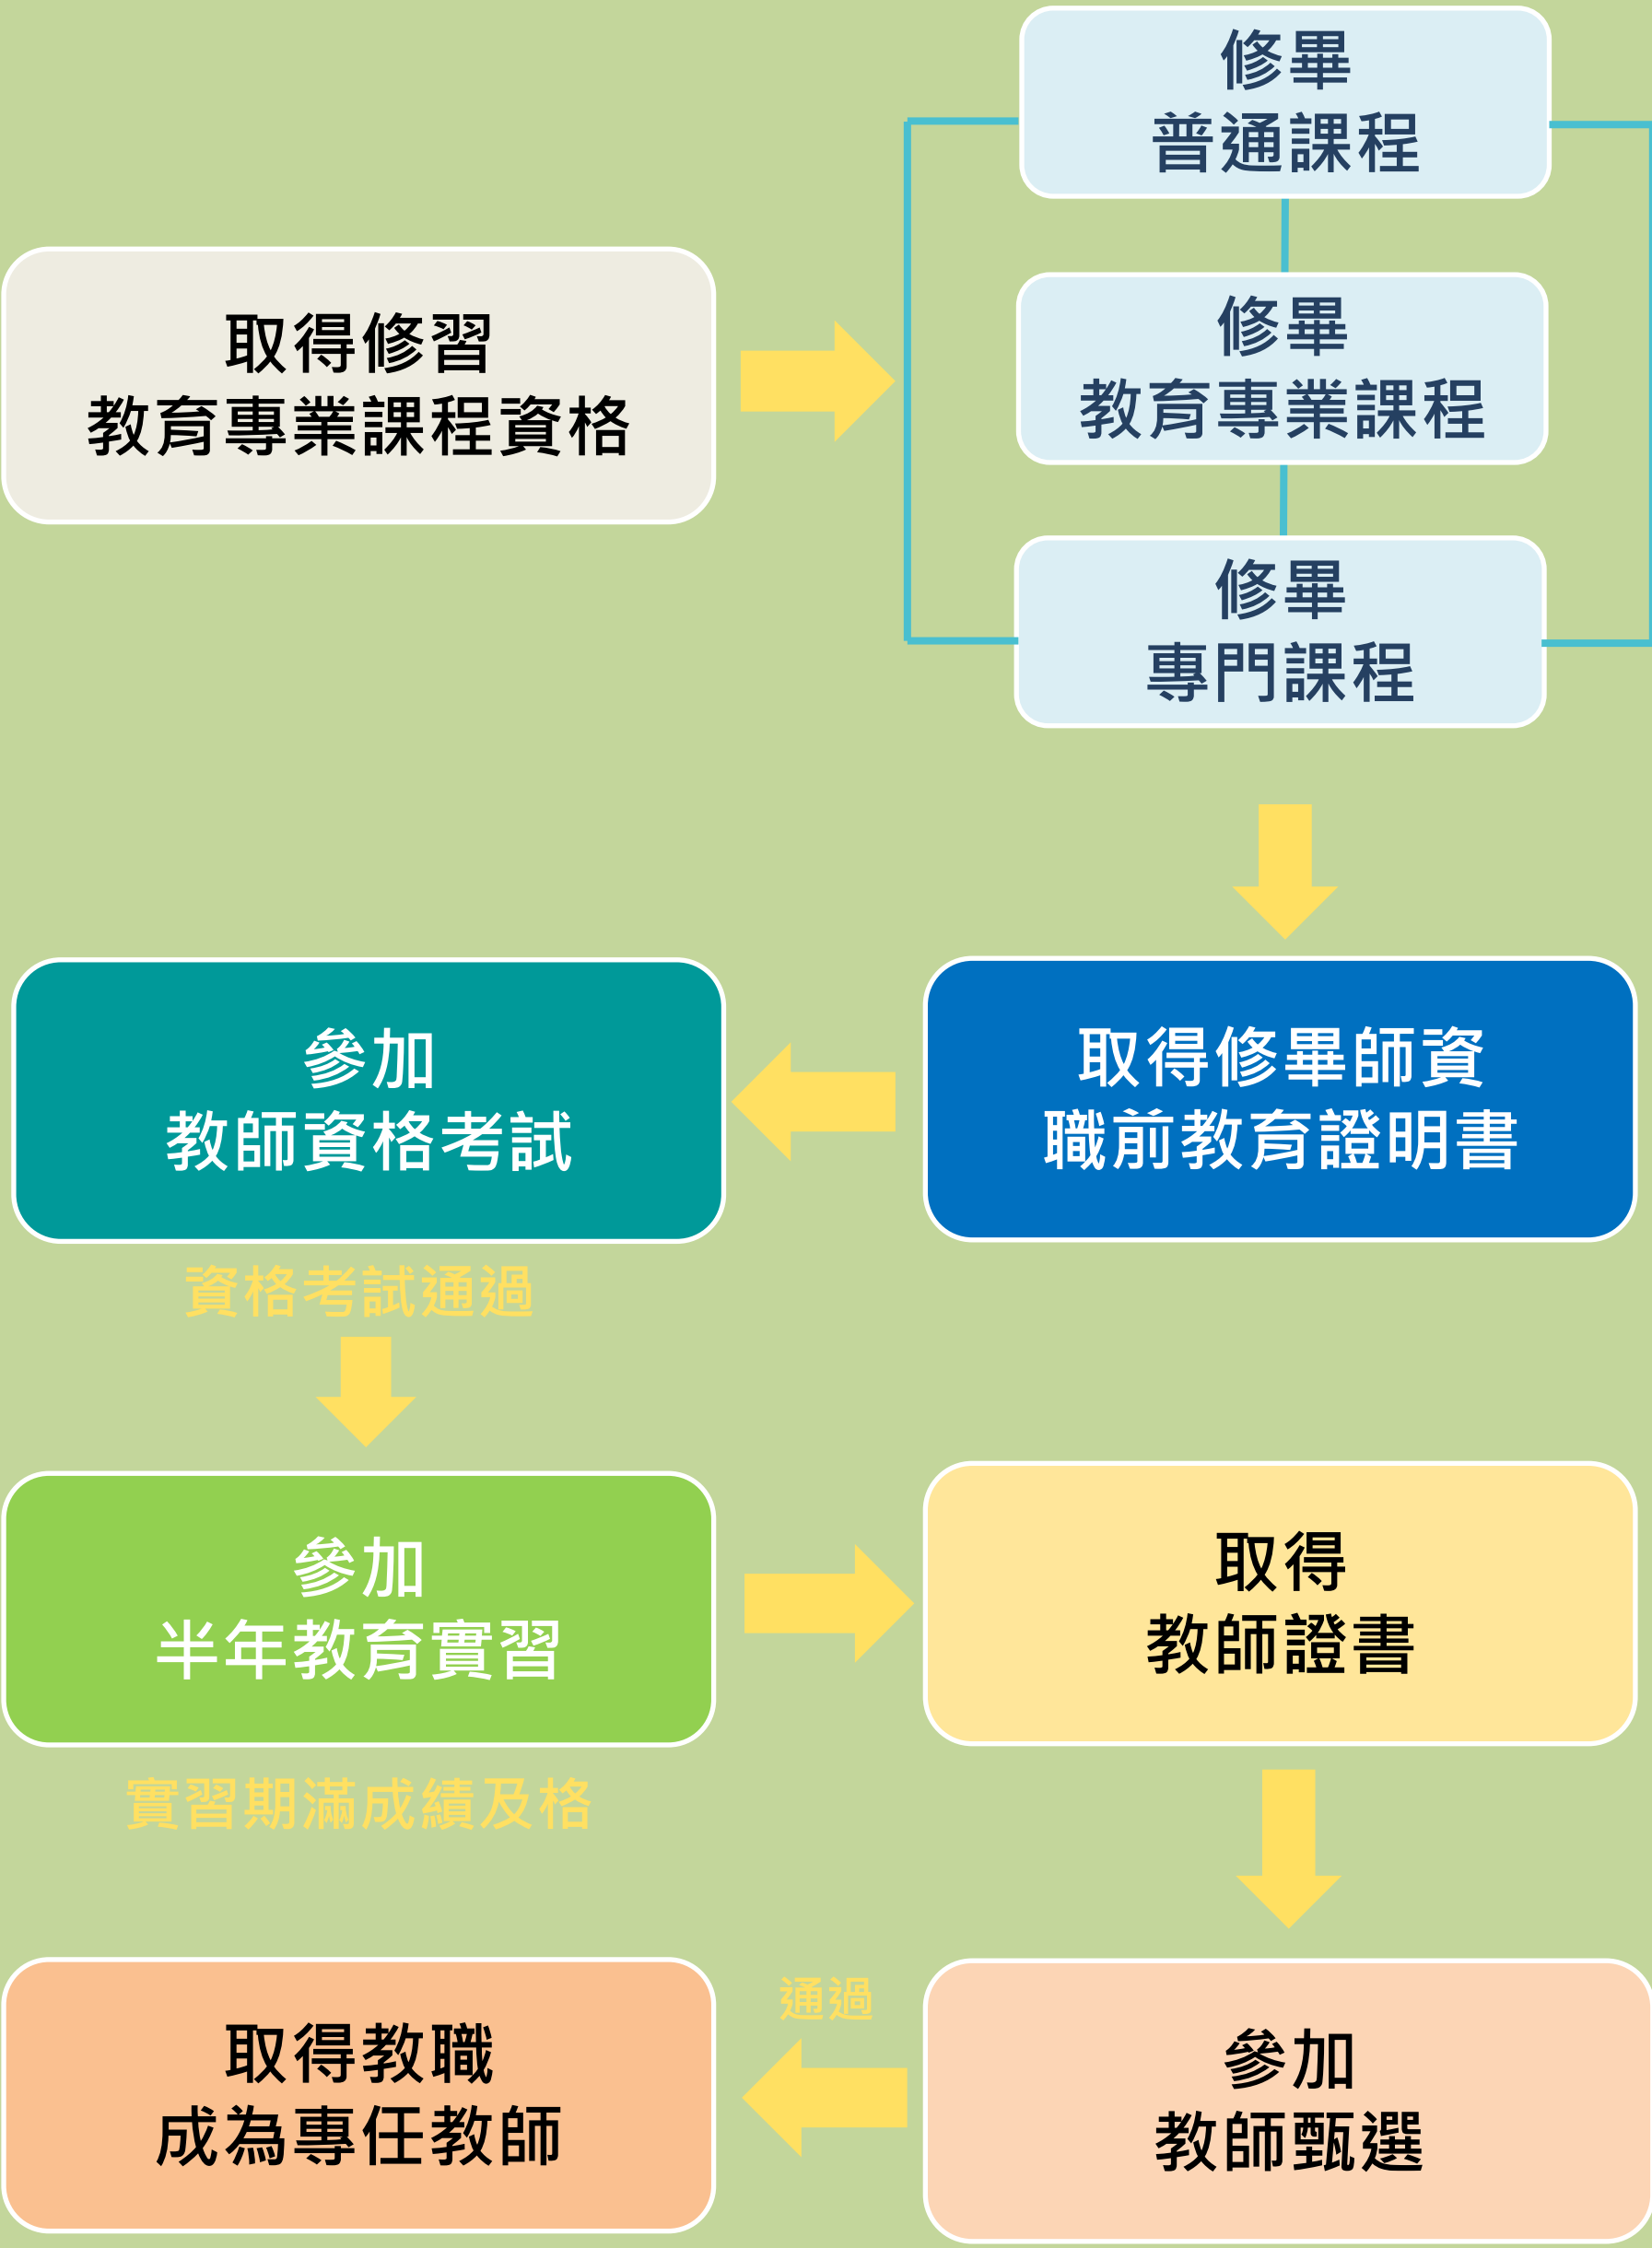 取得修習
教育專業課程資格
修畢
普通課程
修畢
教育專業課程
修畢
專門課程
取得修畢師資
職前教育證明書
參加
教師資格考試
資格考試通過
參加
半年教育實習
實習期滿成績及格
取得
教師證書
參加
教師甄選
通過
取得教職
成為專任教師